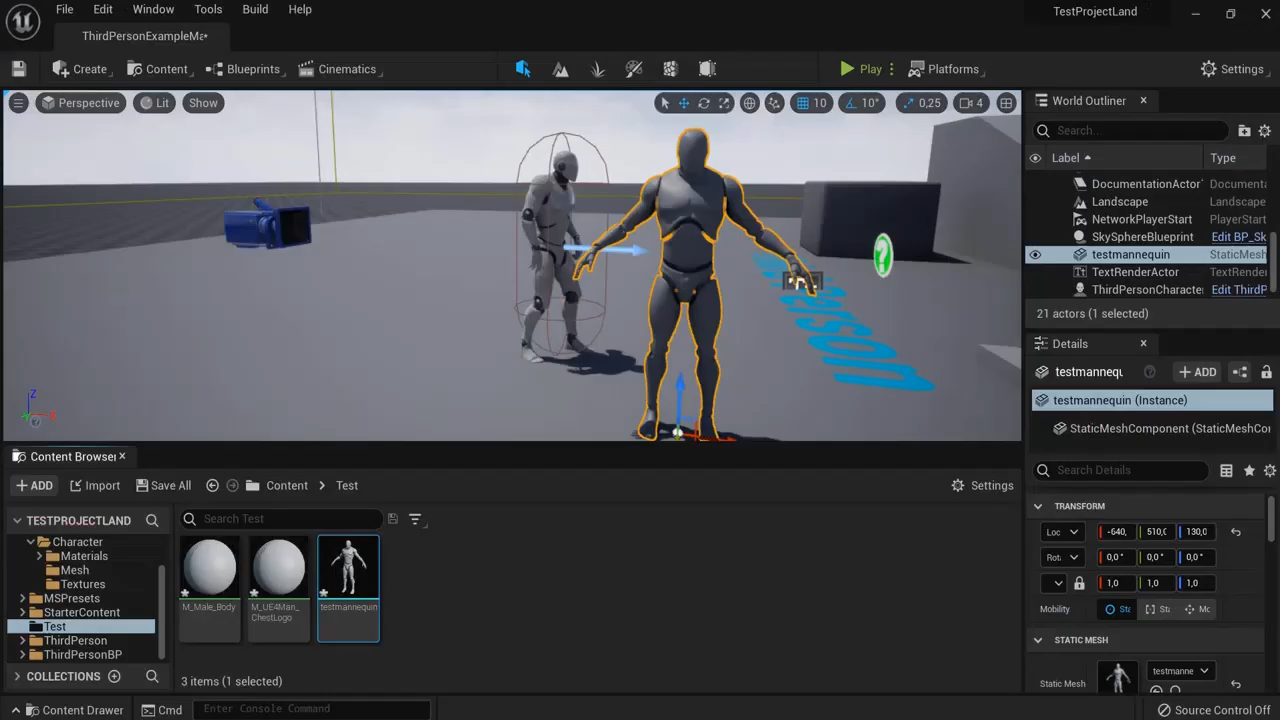 File Edit Window Tools Build Help
TestProjectLand
ThirdPersonExampleMa•
Create Content Blueprints Cinematics
Play Platforms Settings
Perspective Lit Show
10 10° 0,25 4
World Outliner
Search...
Label Type
DocumentationActor Documenta
Landscape Landscape
NetworkPlayerStart PlayerStart
SkySphereBlueprint Edit BP_Sk
testmannequin StaticMesh
TextRenderActor TextRender
ThirdPersonCharacte Edit ThirdP
21 actors (1 selected)
Details
testmannequ + ADD
testmannequin (Instance)
StaticMeshComponent (StaticMeshCor
Search Details
TRANSFORM
Loc -640, 510,0 130,0
Rot 0,0° 0,0° 0,0°
1,0 1,0 1,0
Mobility Sta Sta Mo
STATIC MESH
Static Mesh testmanne
Z
Content Browser
+ ADD Import Save All Content > Test Settings
TESTPROJECTLAND
Search Test
Character
Materials
Mesh
Textures
MSPresets
StarterContent
Test
ThirdPerson
ThirdPersonBP
COLLECTIONS
M_Male_Body
M_UE4Man_
ChestLogo
testmannequin
3 items (1 selected)
Content Drawer Cmd Enter Console Command Source Control Off